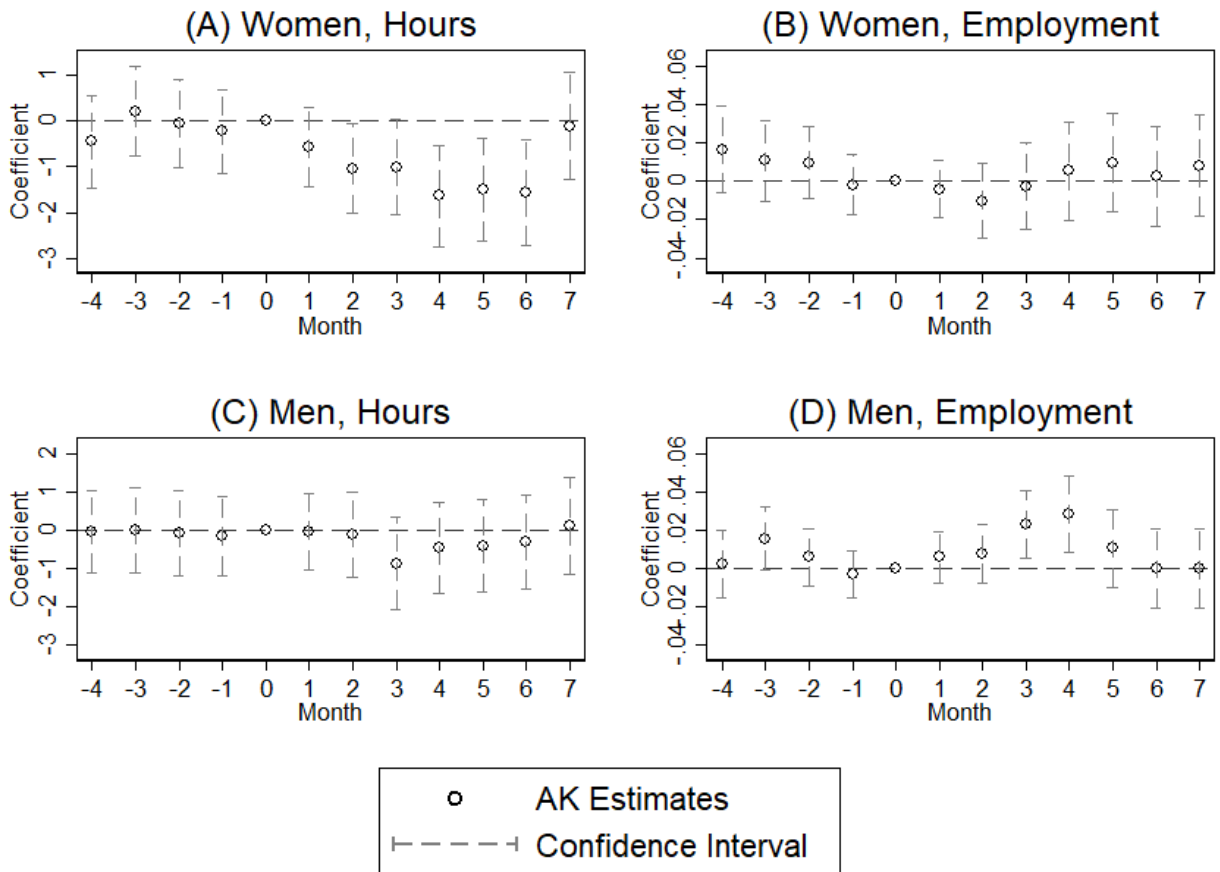 (A) Women, Hours
Coefficient
1
0
-1
-2
-3
-4 -3 -2 -1 0 1 2 3 4 5 6 7
Month
(B) Women, Employment
Coefficient
.06
.04
.02
0
-.02
-.04
-4 -3 -2 -1 0 1 2 3 4 5 6 7
Month
(C) Men, Hours
Coefficient
2
1
0
-1
-2
-3
-4 -3 -2 -1 0 1 2 3 4 5 6 7
Month
(D) Men, Employment
Coefficient
.06
.04
.02
0
-.02
-.04
-4 -3 -2 -1 0 1 2 3 4 5 6 7
Month
AK Estimates
Confidence Interval